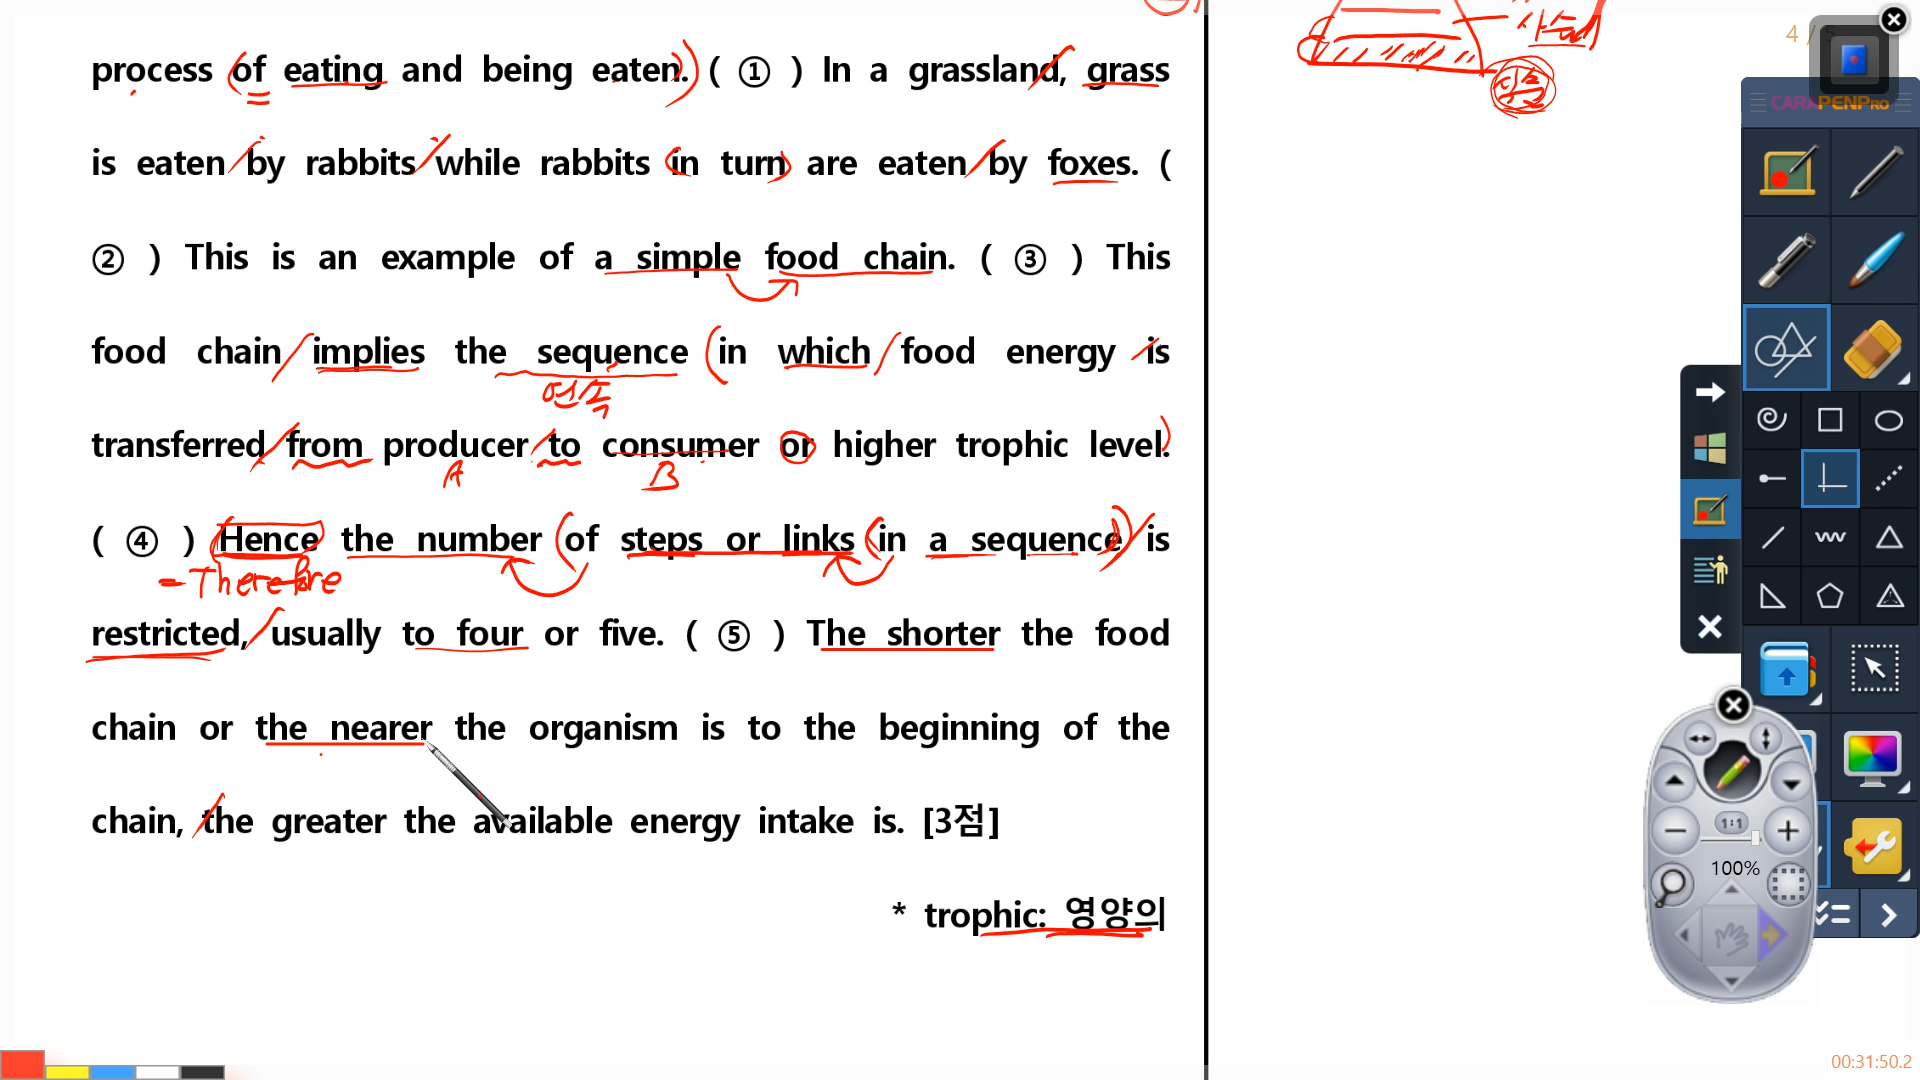 process of eating and being eaten. ( ① ) In a grassland, grass
is eaten by rabbits while rabbits in turn are eaten by foxes. (
② ) This is an example of a simple food chain. ( ③ ) This
food chain implies the sequence (in which food energy is
연속
transferred from producer to consumer or higher trophic level.
A B
( ④ ) Hence the number of steps or links in a sequence is
= Therefore
restricted, usually to four or five. ( ⑤ ) The shorter the food
chain or the nearer the organism is to the beginning of the
chain, the greater the available energy intake is. [3점]
* trophic: 영양의
4 /
CARAPENPRO
1:1
100%
00:31:50.2